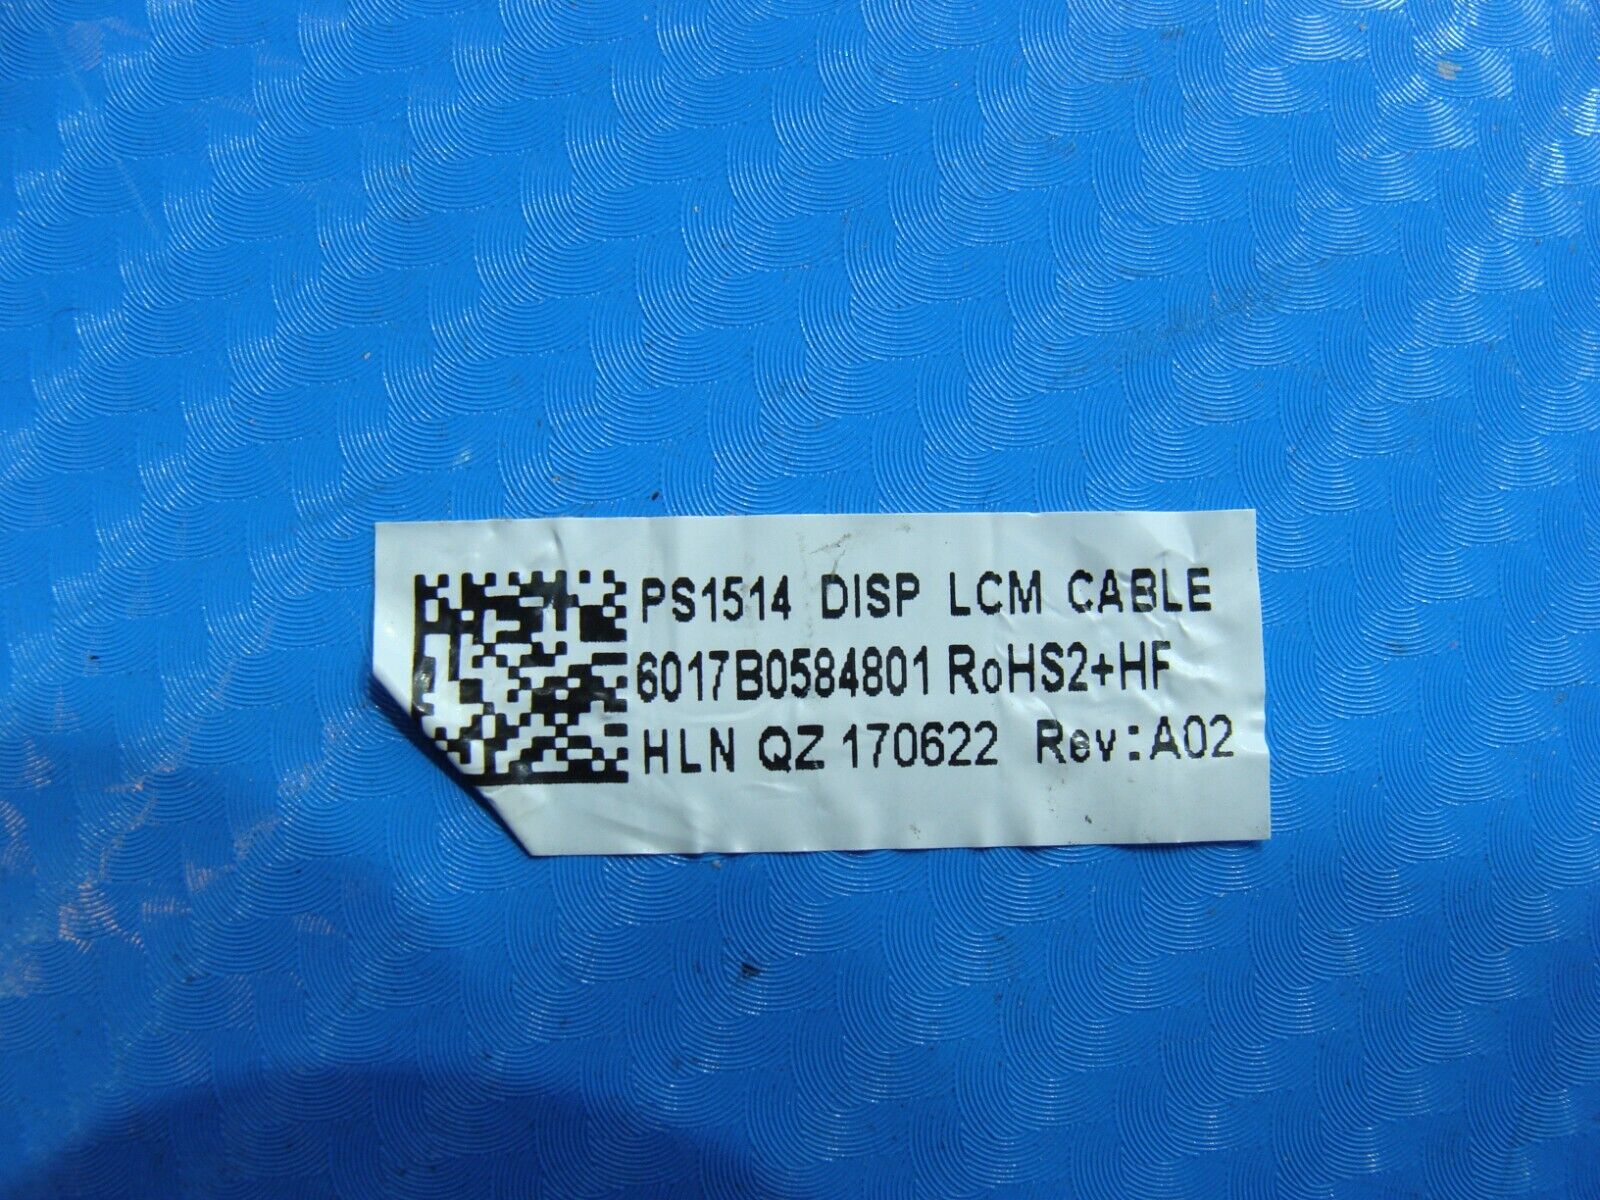 PS1514 DISP LCM CABLE
6017B0584801 RoHS2+HF
HLN QZ 170622 Rev:A02